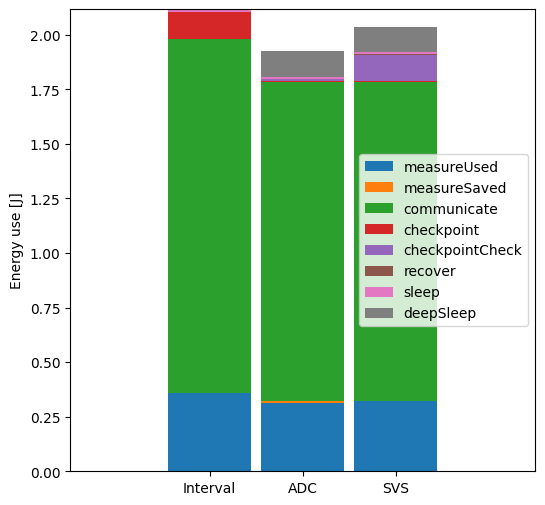 2.00
1.75
1.50
1.25
1.00
0.75
0.50
0.25
0.00
Energy use [J]
Interval
ADC
SVS
measureUsed
measureSaved
communicate
checkpoint
checkpointCheck
recover
sleep
deepSleep